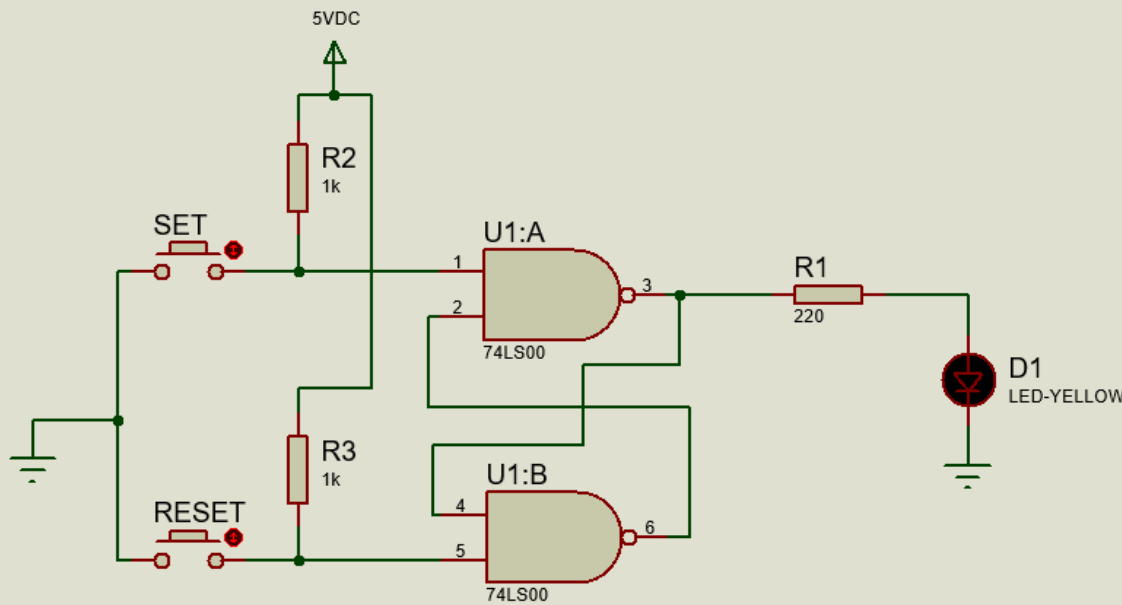 5VDC
R2
1k
SET
U1:A
1
2
3
74LS00
R1
220
D1
LED-YELLOW
R3
1k
RESET
U1:B
4
5
6
74LS00